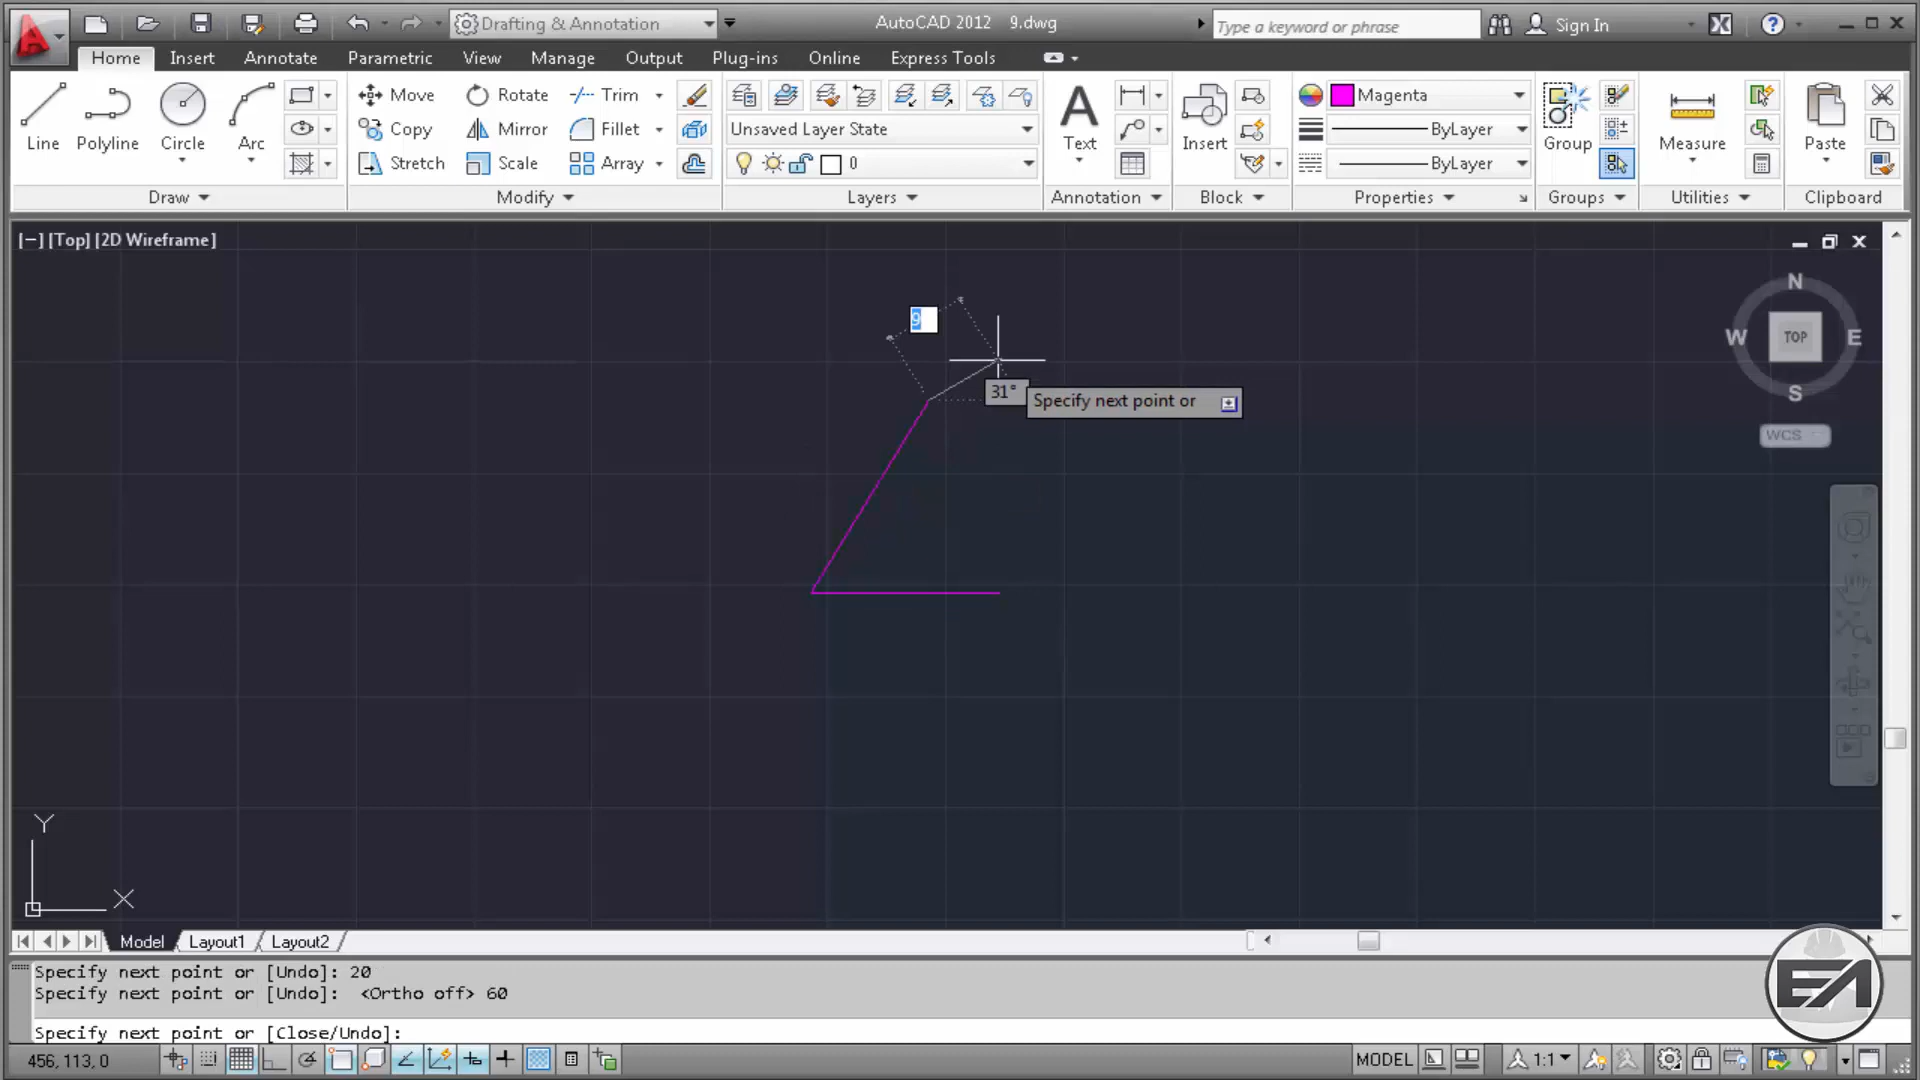 Drafting & Annotation
AutoCAD 2012 9.dwg
Type a keyword or phrase
Sign In
Home Insert Annotate Parametric View Manage Output Plug-ins Online Express Tools
Line Polyline Circle Arc
Move Rotate Trim
Copy Mirror Fillet
Stretch Scale Array
Unsaved Layer State
0
Text Insert
Magenta
ByLayer
ByLayer
Group Measure Paste
Draw Modify Layers Annotation Block Properties Groups Utilities Clipboard
[−] [Top] [2D Wireframe]
N
W TOP E
S
WCS
9
31°
Specify next point or
Y
X
Model Layout1 Layout2
Specify next point or [Undo]: 20
Specify next point or [Undo]: <Ortho off> 60
Specify next point or [Close/Undo]:
456, 113, 0
MODEL
1:1
EA